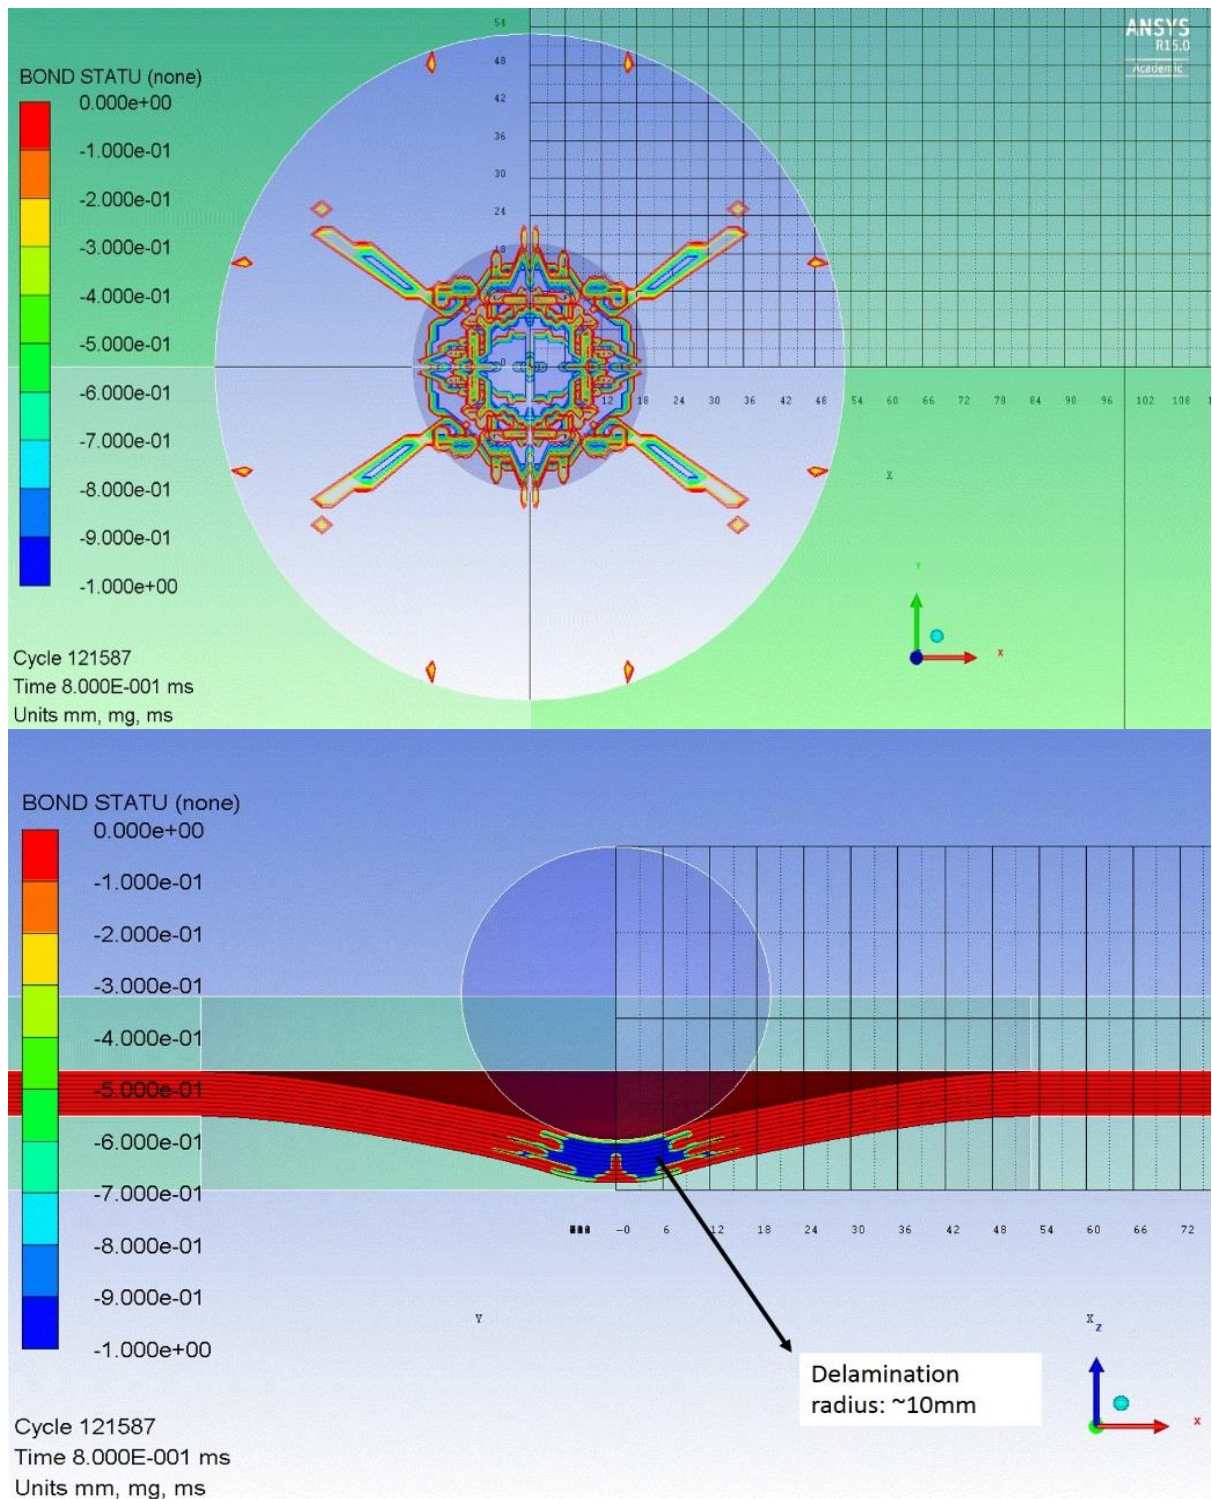 54
ANSYS
R15.0
Academic
BOND STATU (none)
0.000e+00
-1.000e-01
-2.000e-01
-3.000e-01
-4.000e-01
-5.000e-01
-6.000e-01
-7.000e-01
-8.000e-01
-9.000e-01
-1.000e+00
48
42
36
30
24
18
0
12 18 24 30 36 42 48 54 60 66 72 78 84 90 96 102 108
X
Y
x
Cycle 121587
Time 8.000E-001 ms
Units mm, mg, ms
BOND STATU (none)
0.000e+00
-1.000e-01
-2.000e-01
-3.000e-01
-4.000e-01
-5.000e-01
-6.000e-01
-7.000e-01
-8.000e-01
-9.000e-01
-1.000e+00
-0 6 12 18 24 30 36 42 48 54 60 66 72
Y
X
Z
x
Delamination
radius: ~10mm
Cycle 121587
Time 8.000E-001 ms
Units mm, mg, ms